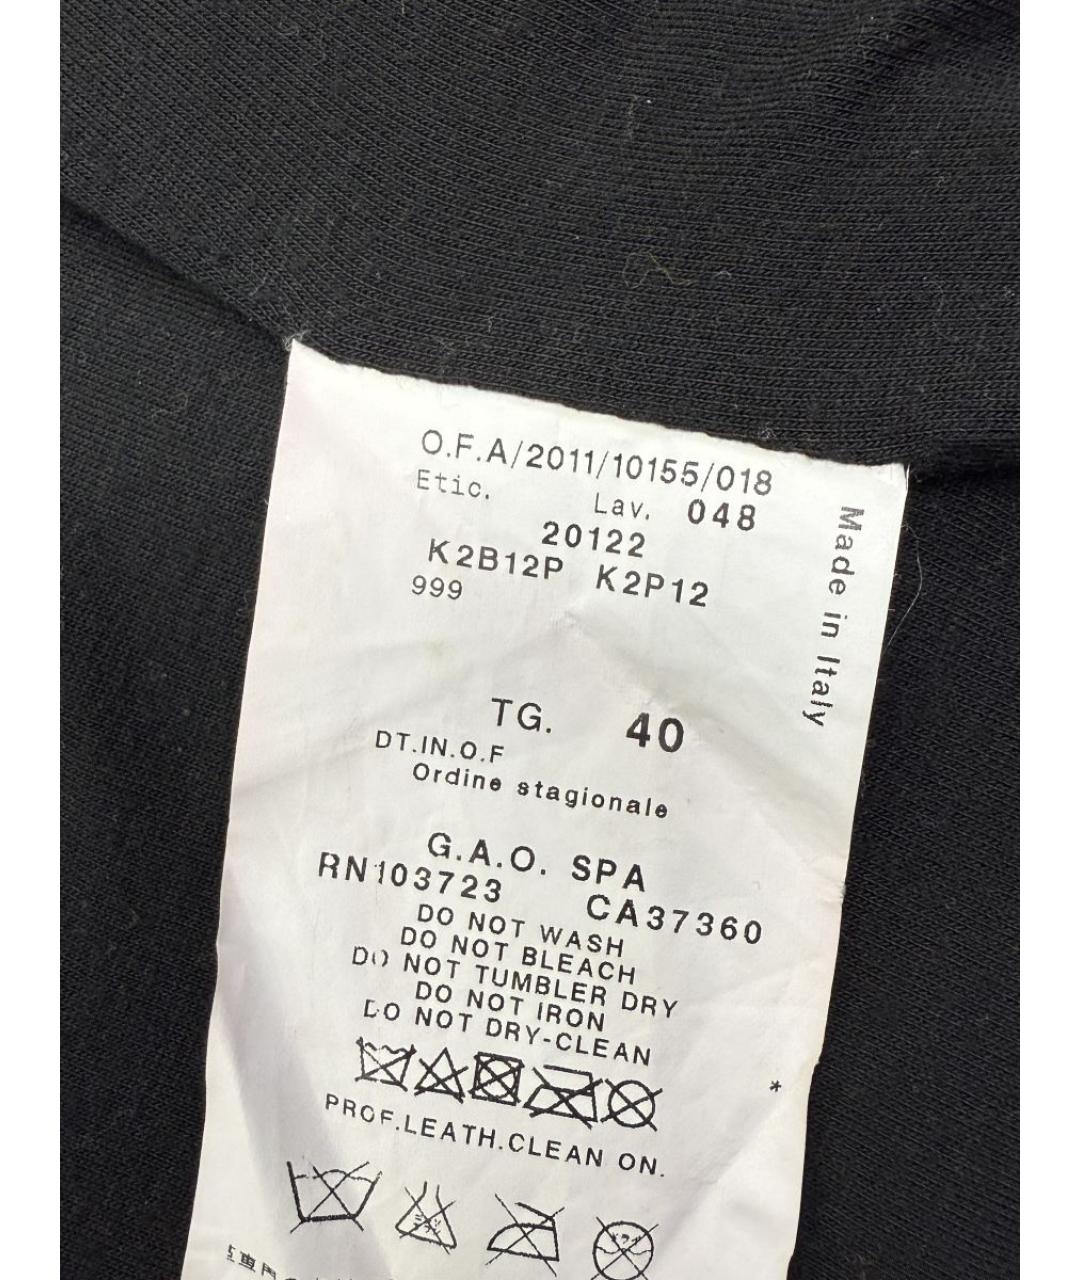 O.F.A/2011/10155/018
Etic. Lav. 048
20122
K2B12P K2P12
999
Made in Italy
TG. 40
DT.IN.O.F
Ordine stagionale
G.A.O. SPA
RN103723 CA37360
DO NOT WASH
DO NOT BLEACH
DO NOT TUMBLER DRY
DO NOT IRON
DO NOT DRY-CLEAN
*
PROF.LEATH.CLEAN ON.